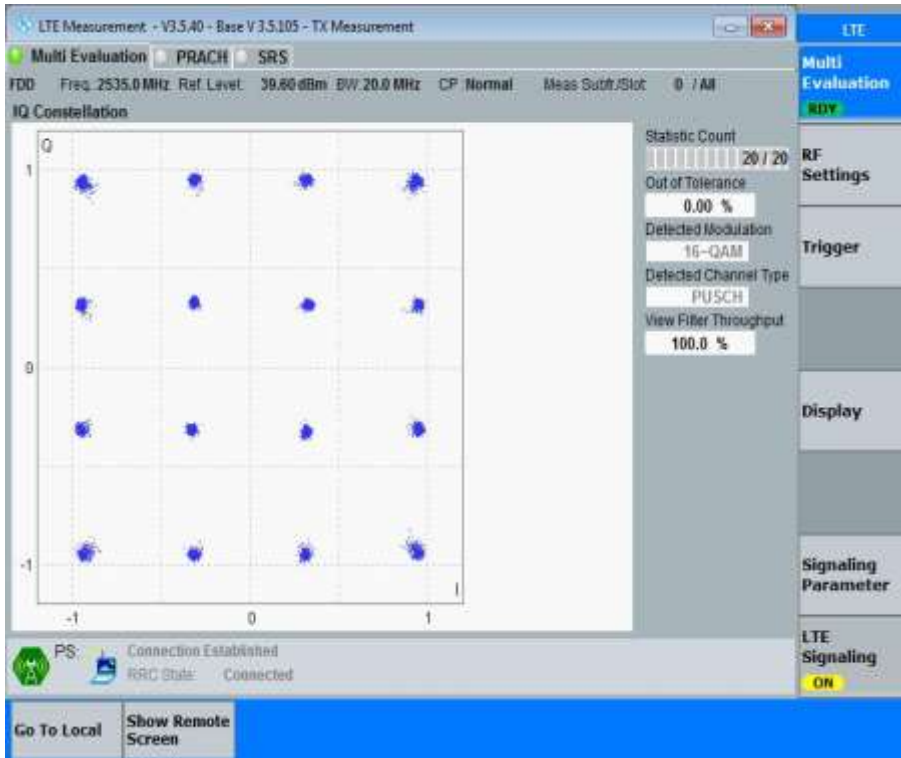 LTE Measurement - V3.5.40 - Base V 3.5.105 - TX Measurement
LTE
Multi Evaluation PRACH SRS
Multi
Evaluation
RDY
FDD Freq.: 2535.0 MHz Ref. Level: 39.60 dBm BW: 20.0 MHz CP: Normal Meas Subfr./Slot: 0 / All
IQ Constellation
Q
1
0
-1
-1 0 1
I
Statistic Count
20 / 20
Out of Tolerance
0.00 %
Detected Modulation
16-QAM
Detected Channel Type
PUSCH
View Filter Throughput
100.0 %
RF
Settings
Trigger
Display
Signaling
Parameter
LTE
Signaling
ON
PS: Connection Established
RRC State: Connected
Go To Local
Show Remote
Screen